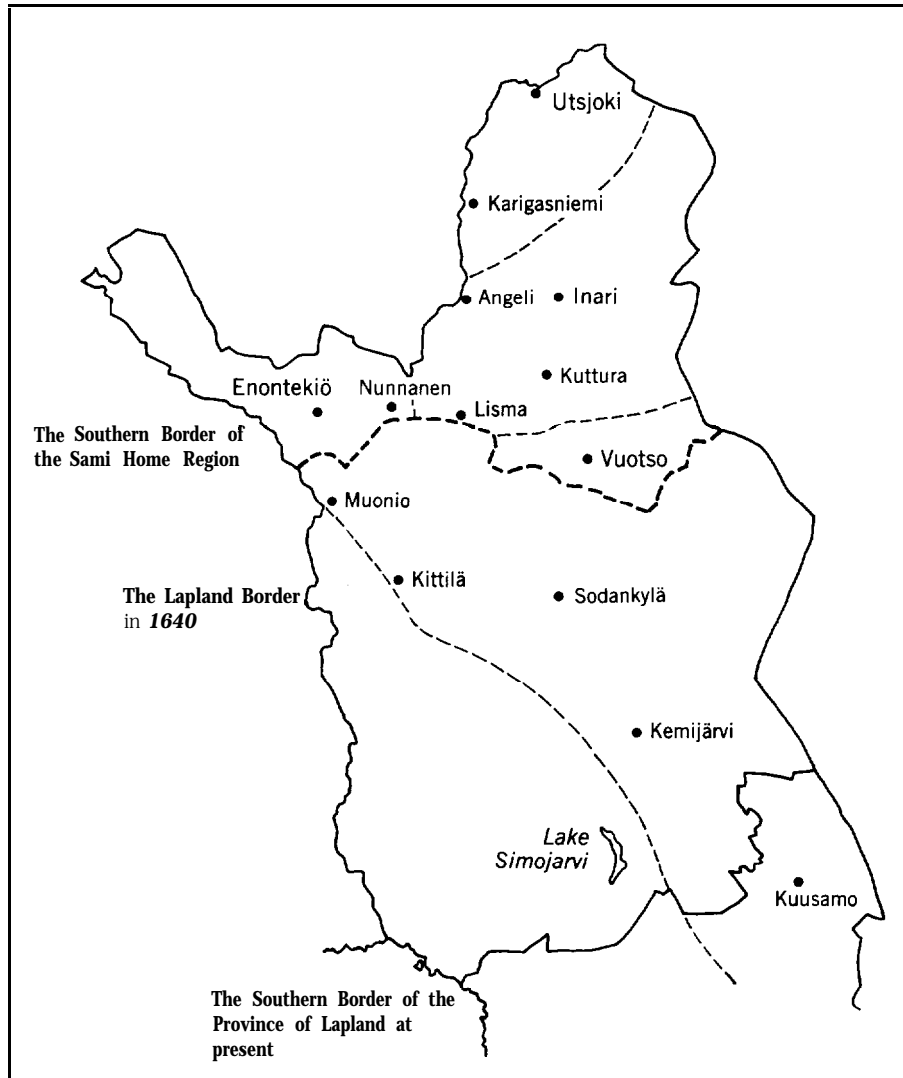 Utsjoki
Karigasniemi
Angeli
Inari
Kuttura
Enontekiö
Nunnanen
Lisma
The Southern Border of
the Sami Home Region
Vuotso
Muonio
Kittilä
The Lapland Border
in 1640
Sodankylä
Kemijärvi
Lake
Simojarvi
Kuusamo
The Southern Border of the
Province of Lapland at
present